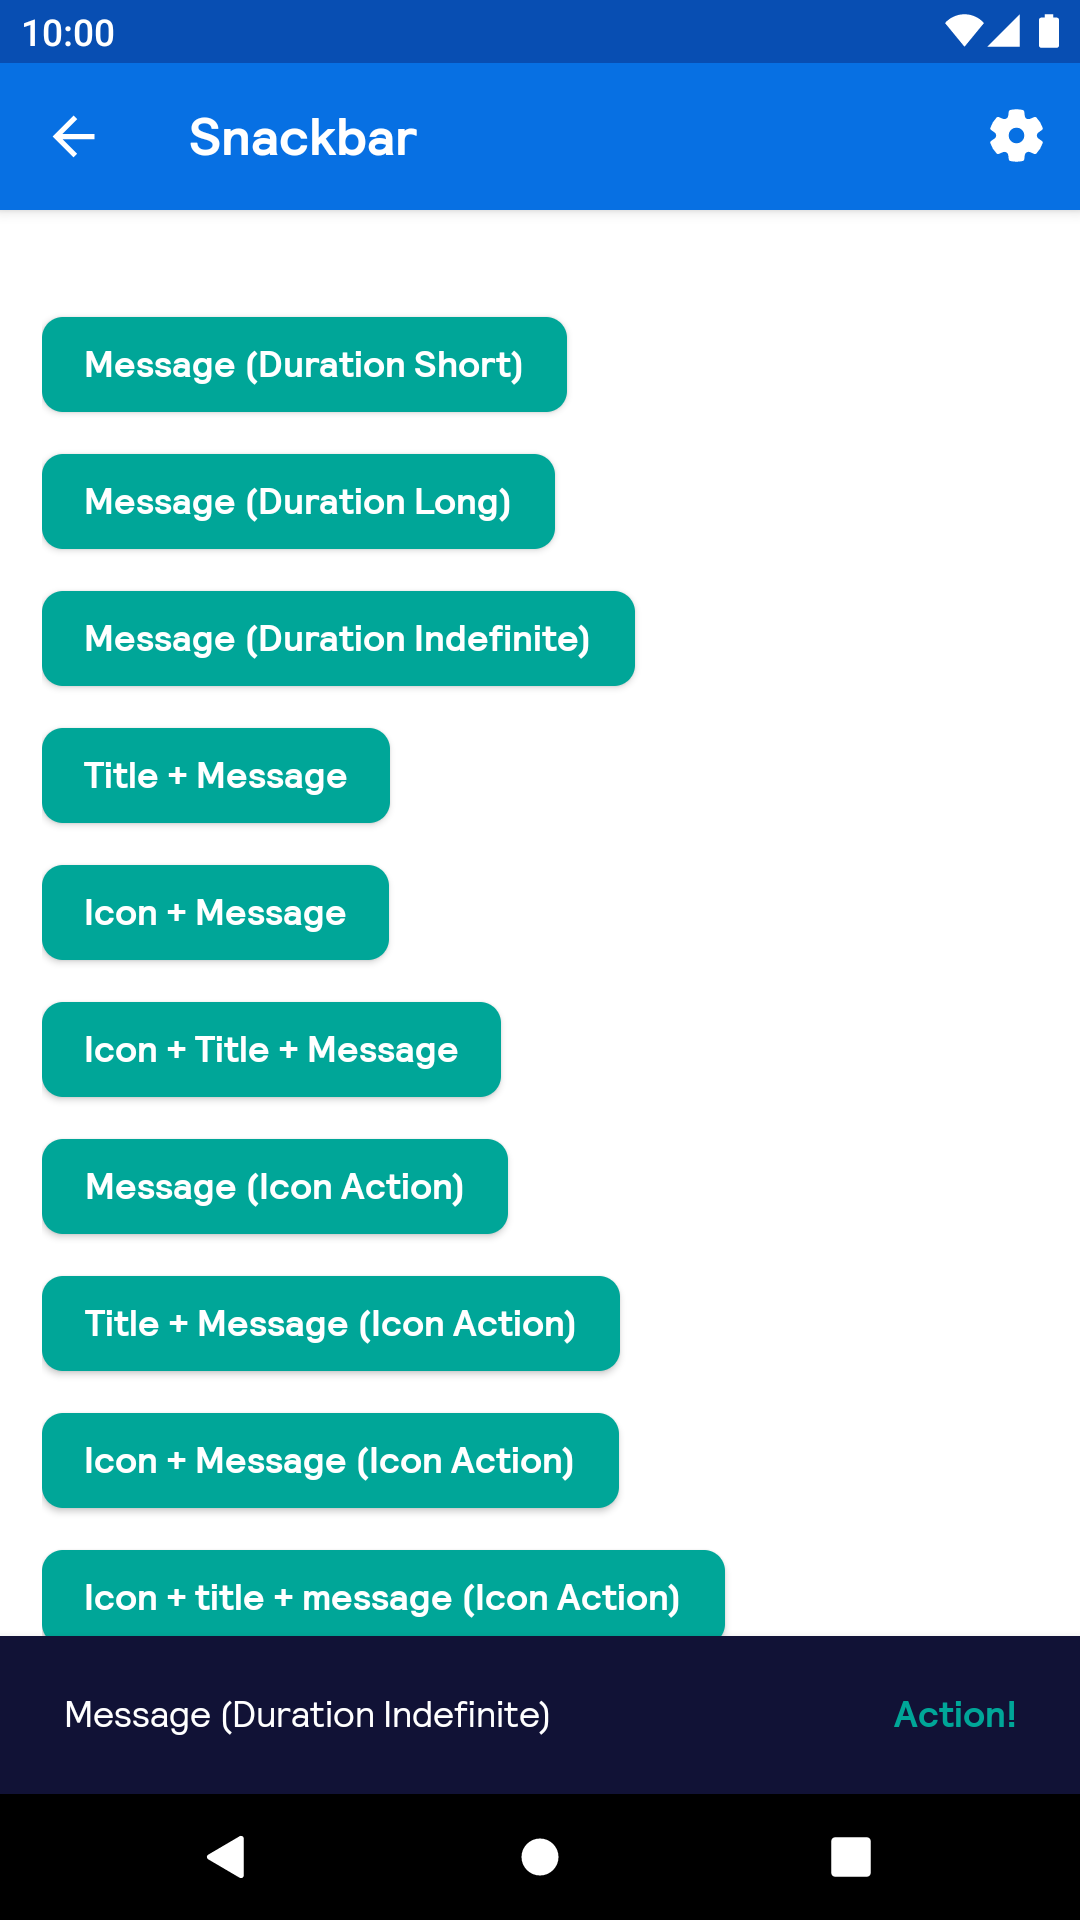 10:00
Snackbar
Message (Duration Short)
Message (Duration Long)
Message (Duration Indefinite)
Title + Message
Icon + Message
Icon + Title + Message
Message (Icon Action)
Title + Message (Icon Action)
Icon + Message (Icon Action)
Icon + title + message (Icon Action)
Message (Duration Indefinite) Action!